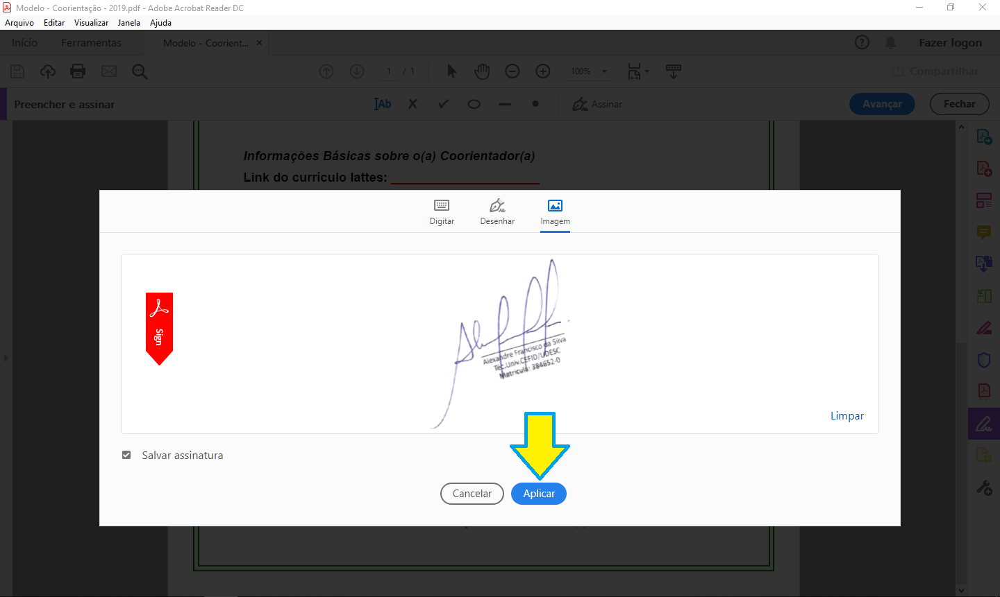 Modelo - Coorientação - 2019.pdf - Adobe Acrobat Reader DC
Arquivo Editar Visualizar Janela Ajuda
Início Ferramentas Modelo - Coorient... × ? Fazer logon
1 / 1 100% Compartilhar
Preencher e assinar Ab Assinar Avançar Fechar
Informações Básicas sobre o(a) Coorientador(a)
Link do currículo lattes:
Digitar Desenhar Imagem
Sign
Alexandre Francisco da Silva
Téc.Univ.CEFID/UDESC
Matrícula: 384652-0
Limpar
Salvar assinatura
Cancelar Aplicar